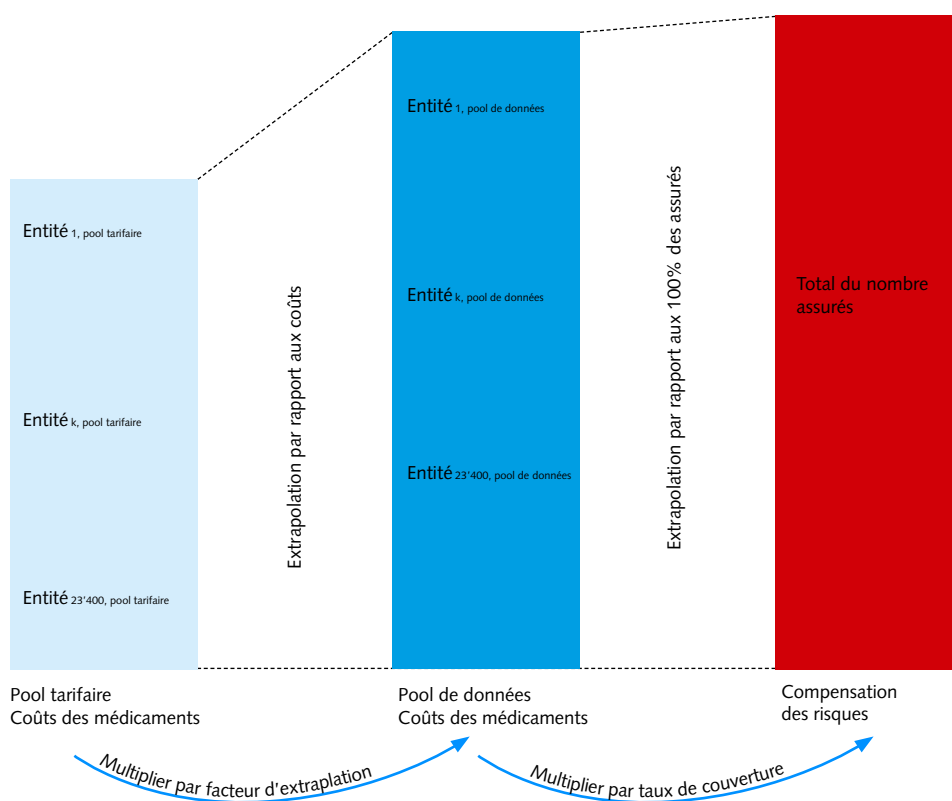 Entité 1, pool tarifaire
Entité k, pool tarifaire
Entité 23'400, pool tarifaire
Extrapolation par rapport aux coûts
Entité 1, pool de données
Entité k, pool de données
Entité 23'400, pool de données
Extrapolation par rapport aux 100% des assurés
Total du nombre
assurés
Pool tarifaire
Coûts des médicaments
Pool de données
Coûts des médicaments
Compensation
des risques
Multiplier par facteur d'extraplation
Multiplier par taux de couverture